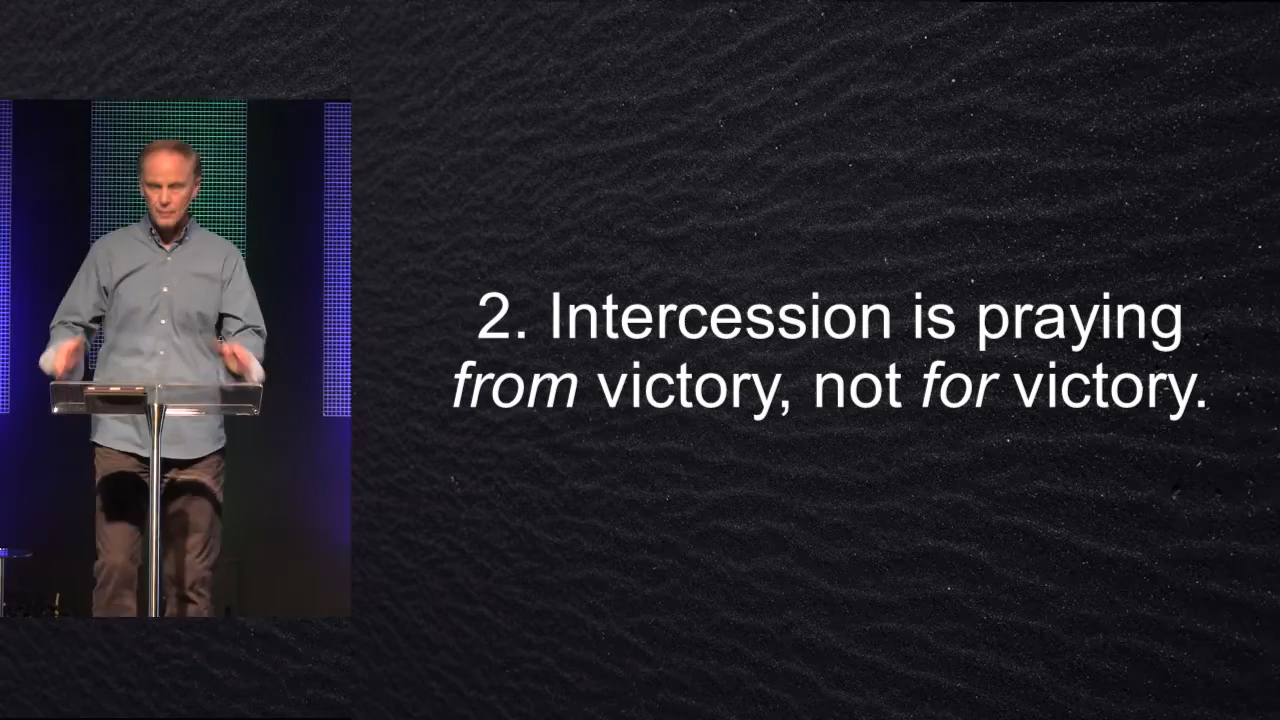 2. Intercession is praying
from victory, not for victory.